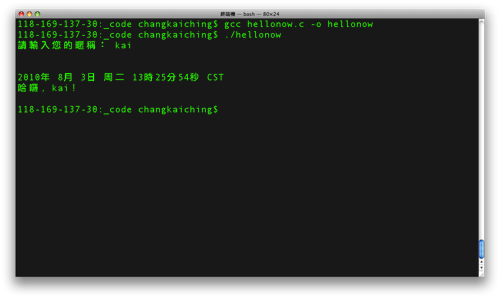 終端機 — bash — 80×24
118-169-137-30:_code changkaiching$ gcc hellonow.c -o hellonow
118-169-137-30:_code changkaiching$ ./hellonow
請輸入您的暱稱： kai
2010年 8月 3日 周二 13時25分54秒 CST
哈囉，kai！
118-169-137-30:_code changkaiching$